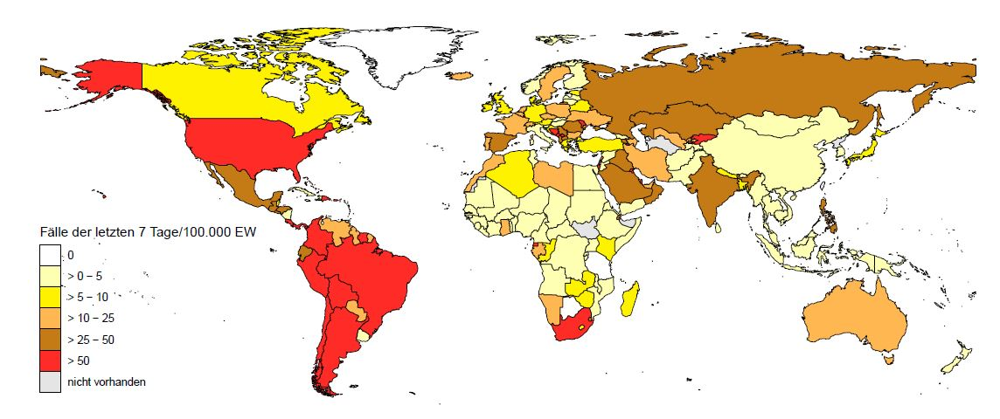 Fälle der letzten 7 Tage/100.000 EW
0
> 0 – 5
> 5 – 10
> 10 – 25
> 25 – 50
> 50
nicht vorhanden